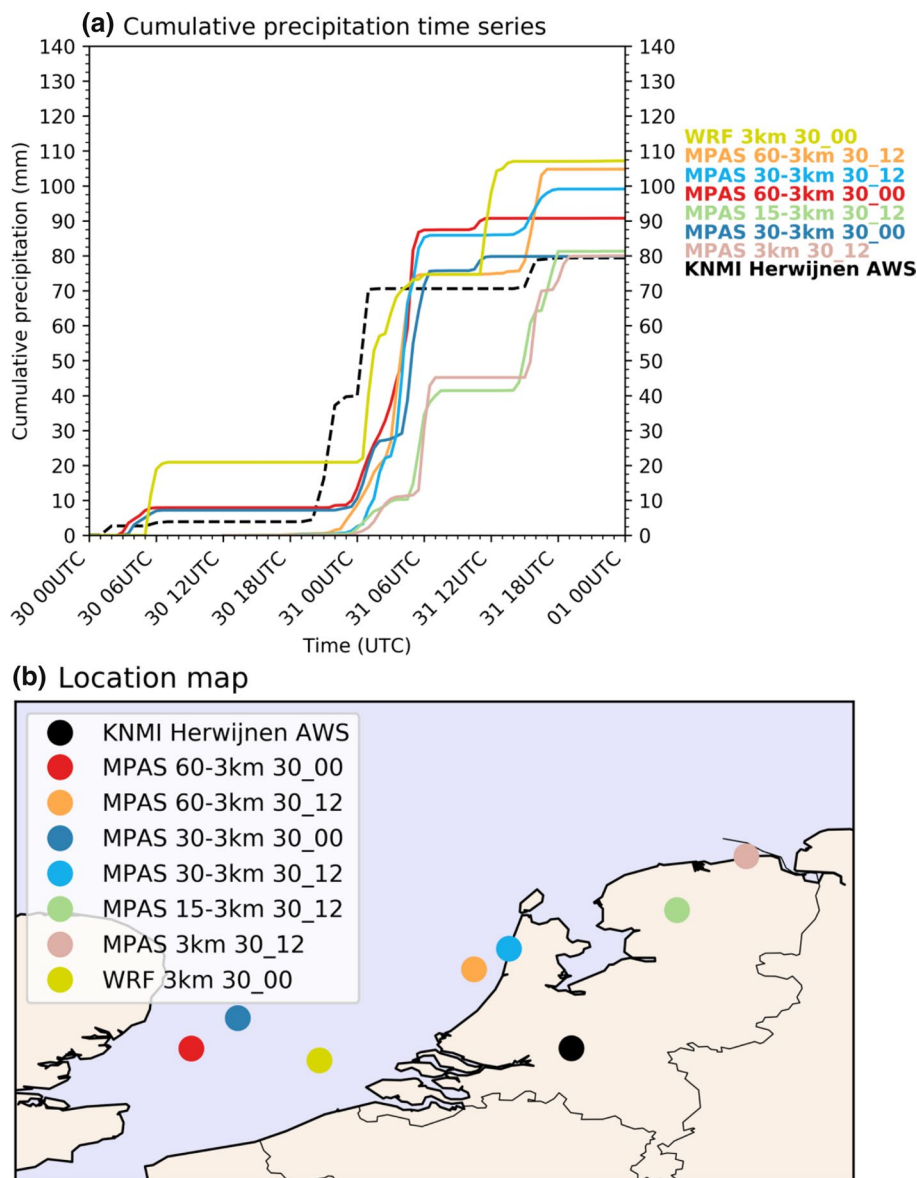 (a) Cumulative precipitation time series
140 140
130 130
120 120
110 110
100 100
90 90
80 80
70 70
60 60
50 50
40 40
30 30
20 20
10 10
0 0
Cumulative precipitation (mm)
WRF 3km 30_00
MPAS 60-3km 30_12
MPAS 30-3km 30_12
MPAS 60-3km 30_00
MPAS 15-3km 30_12
MPAS 30-3km 30_00
MPAS 3km 30_12
KNMI Herwijnen AWS
30 00UTC
30 06UTC
30 12UTC
30 18UTC
31 00UTC
31 06UTC
31 12UTC
31 18UTC
01 00UTC
Time (UTC)
(b) Location map
KNMI Herwijnen AWS
MPAS 60-3km 30_00
MPAS 60-3km 30_12
MPAS 30-3km 30_00
MPAS 30-3km 30_12
MPAS 15-3km 30_12
MPAS 3km 30_12
WRF 3km 30_00